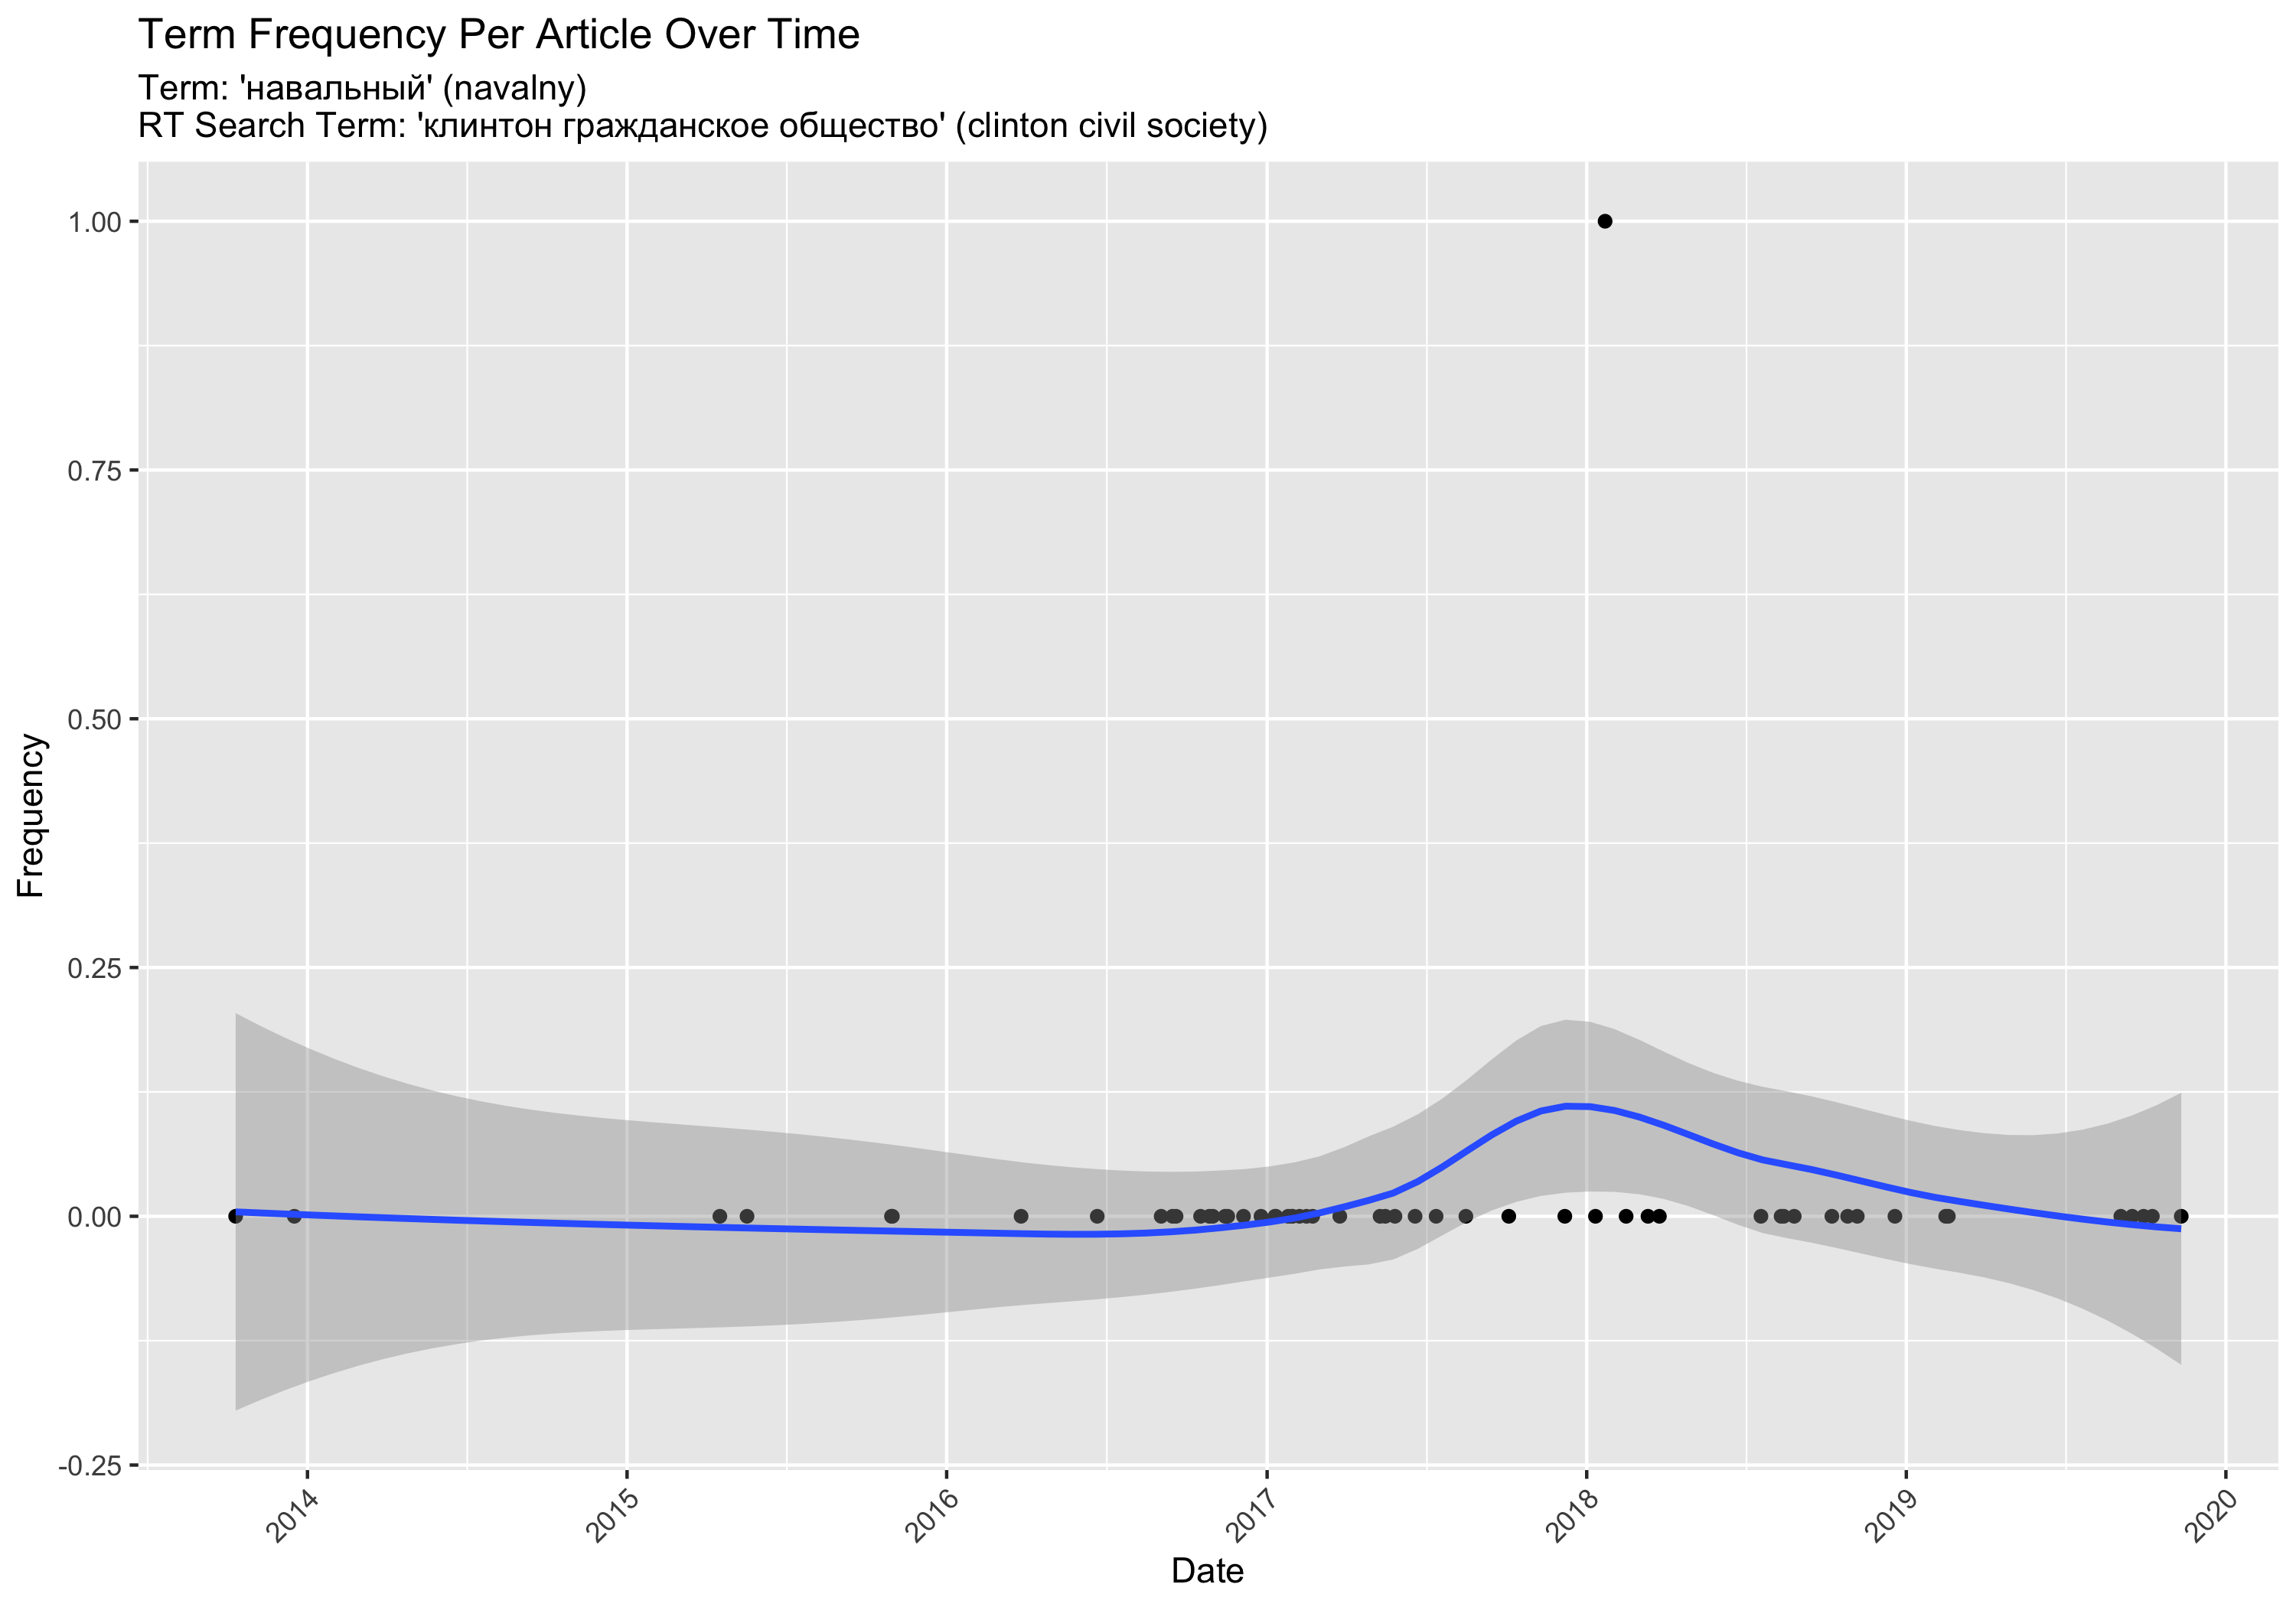 Term Frequency Per Article Over Time
Term: 'навальный' (navalny)
RT Search Term: 'клинтон гражданское общество' (clinton civil society)
1.00
0.75
0.50
0.25
0.00
-0.25
Frequency
2014
2015
2016
2017
2018
2019
2020
Date